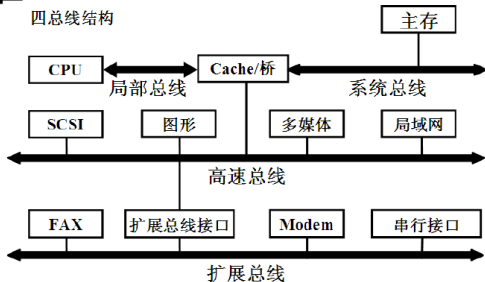 四总线结构
主存
CPU
Cache/桥
局部总线
系统总线
SCSI
图形
多媒体
局域网
高速总线
FAX
扩展总线接口
Modem
串行接口
扩展总线